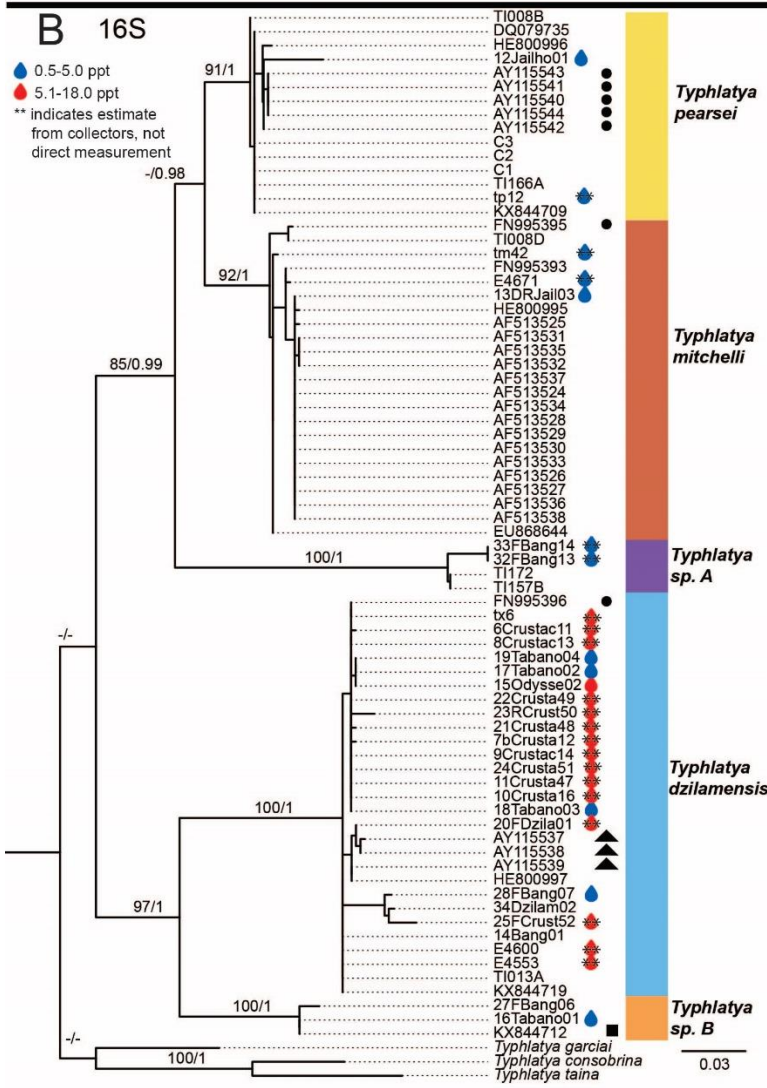 B 16S
0.5-5.0 ppt
5.1-18.0 ppt
** indicates estimate
from collectors, not
direct measurement
TI008B
DQ079735
HE800996
12Jailho01
AY115543
AY115541
AY115540
AY115544
AY115542
C3
C2
C1
TI166A
tp12
KX844709
91/1
Typhlatya
pearsei
-/0.98
FN995395
TI008D
tm42
FN995393
E4671
13DRJail03
HE800995
AF513525
AF513531
AF513535
AF513532
AF513537
AF513524
AF513534
AF513528
AF513529
AF513530
AF513533
AF513526
AF513527
AF513536
AF513538
EU868644
92/1
Typhlatya
mitchelli
85/0.99
33FBang14
32FBang13
TI172
TI157B
100/1
Typhlatya
sp. A
-/-
FN995396
tx6
6Crustac11
8Crustac13
19Tabano04
17Tabano02
15Odysse02
22Crusta49
23RCrust50
21Crusta48
7bCrusta12
9Crustac14
24Crusta51
11Crusta47
10Crusta16
18Tabano03
20FDzila01
AY115537
AY115538
AY115539
HE800997
28FBang07
34Dzilam02
25FCrust52
14Bang01
E4600
E4553
TI013A
KX844719
100/1
Typhlatya
dzilamensis
97/1
27FBang06
16Tabano01
KX844712
100/1
Typhlatya
sp. B
-/-
Typhlatya garciai
Typhlatya consobrina
Typhlatya taina
100/1
0.03